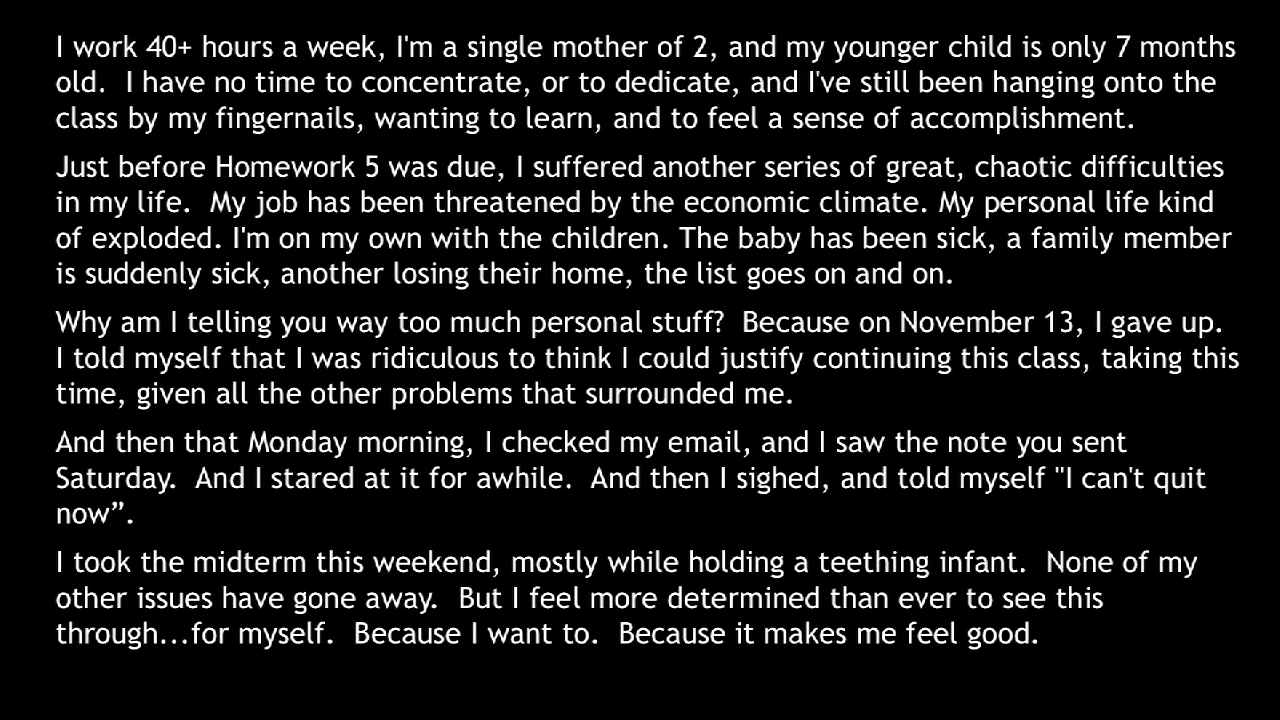 I work 40+ hours a week, I'm a single mother of 2, and my younger child is only 7 months
old.  I have no time to concentrate, or to dedicate, and I've still been hanging onto the
class by my fingernails, wanting to learn, and to feel a sense of accomplishment.
Just before Homework 5 was due, I suffered another series of great, chaotic difficulties
in my life.  My job has been threatened by the economic climate. My personal life kind
of exploded. I'm on my own with the children. The baby has been sick, a family member
is suddenly sick, another losing their home, the list goes on and on.
Why am I telling you way too much personal stuff?  Because on November 13, I gave up.
I told myself that I was ridiculous to think I could justify continuing this class, taking this
time, given all the other problems that surrounded me.
And then that Monday morning, I checked my email, and I saw the note you sent
Saturday.  And I stared at it for awhile.  And then I sighed, and told myself "I can't quit
now”.
I took the midterm this weekend, mostly while holding a teething infant.  None of my
other issues have gone away.  But I feel more determined than ever to see this
through...for myself.  Because I want to.  Because it makes me feel good.